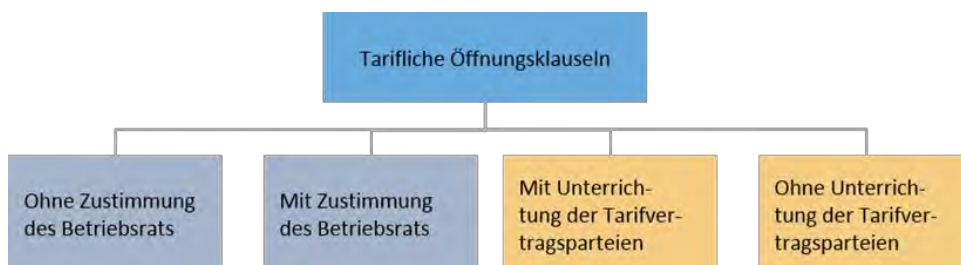 Tarifliche Öffnungsklauseln
Ohne Zustimmung
des Betriebsrats
Mit Zustimmung
des Betriebsrats
Mit Unterrich-
tung der Tarifver-
tragsparteien
Ohne Unterrich-
tung der Tarifver-
tragsparteien